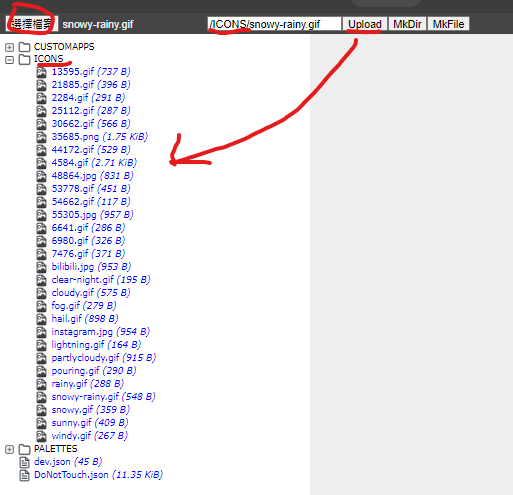 選擇檔案 snowy-rainy.gif /ICONS/snowy-rainy.gif Upload MkDir MkFile
CUSTOMAPPS
ICONS
13595.gif (737 B)
21885.gif (396 B)
2284.gif (291 B)
25112.gif (287 B)
30662.gif (566 B)
35685.png (1.75 KiB)
44172.gif (529 B)
4584.gif (2.71 KiB)
48864.jpg (831 B)
53778.gif (451 B)
54662.gif (117 B)
55305.jpg (957 B)
6641.gif (286 B)
6980.gif (326 B)
7476.gif (371 B)
bilibili.jpg (953 B)
clear-night.gif (195 B)
cloudy.gif (575 B)
fog.gif (279 B)
hail.gif (898 B)
instagram.jpg (954 B)
lightning.gif (164 B)
partlycloudy.gif (915 B)
pouring.gif (290 B)
rainy.gif (288 B)
snowy-rainy.gif (548 B)
snowy.gif (359 B)
sunny.gif (409 B)
windy.gif (267 B)
PALETTES
dev.json (45 B)
DoNotTouch.json (11.35 KiB)